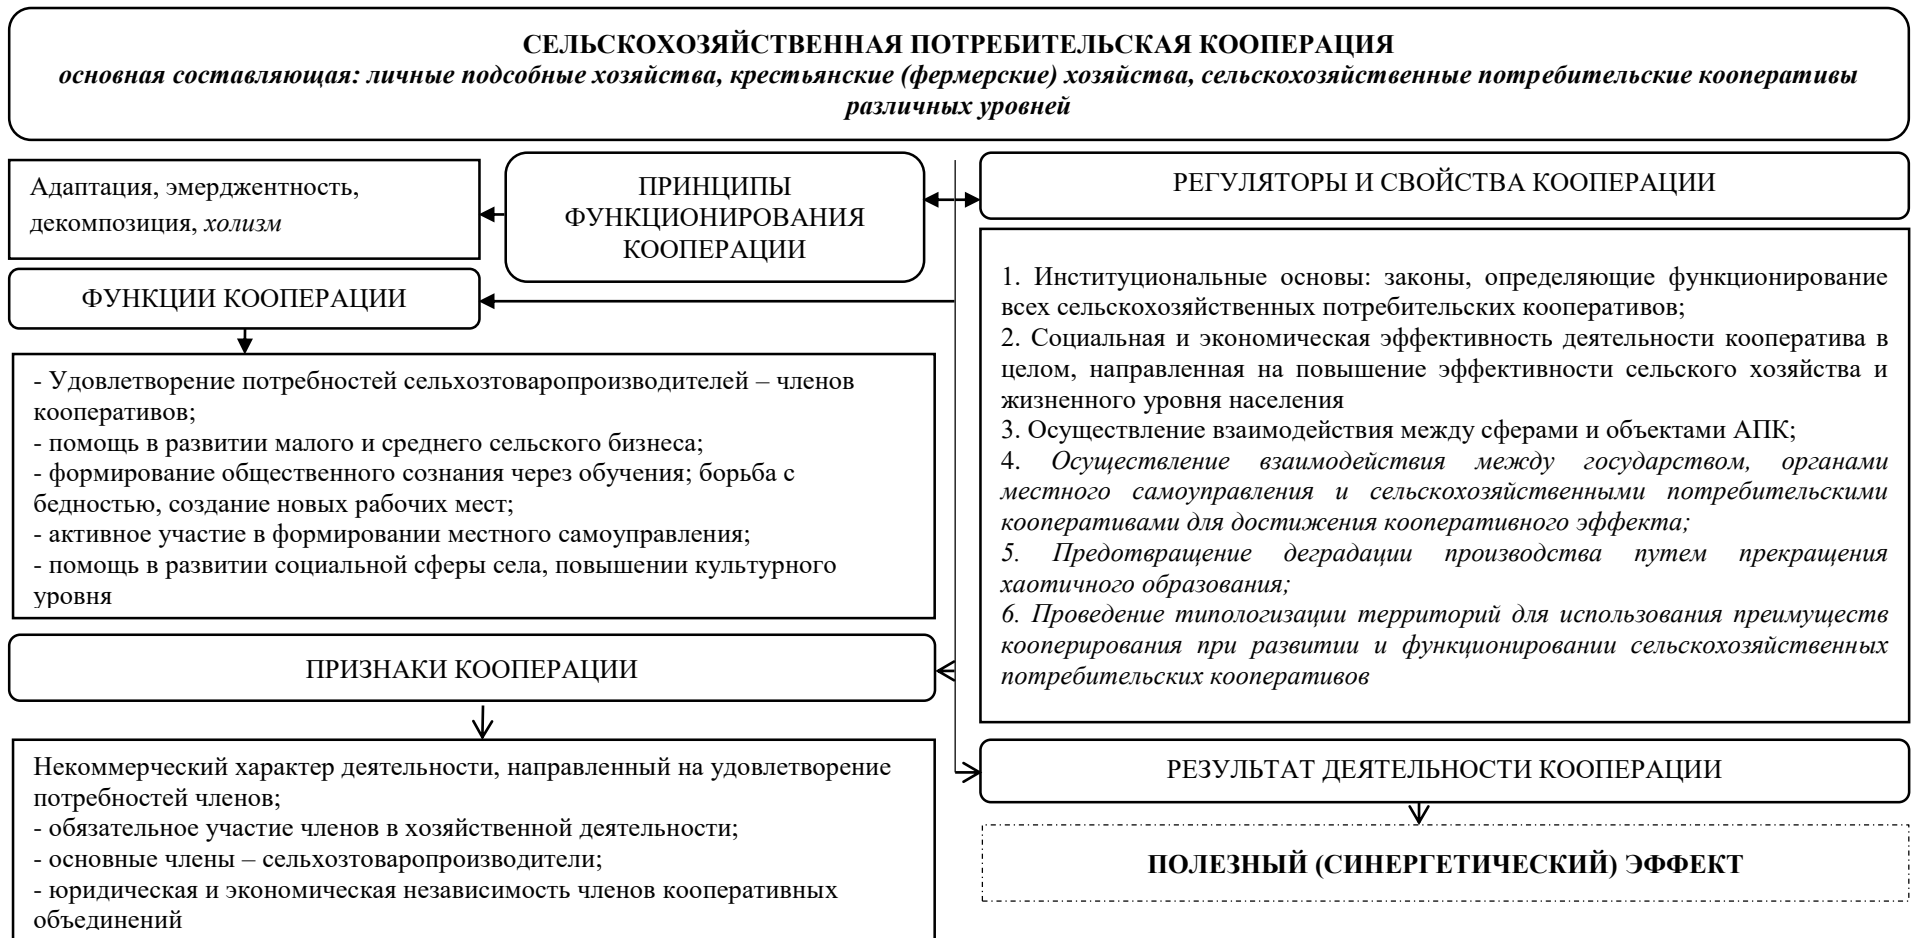 СЕЛЬСКОХОЗЯЙСТВЕННАЯ ПОТРЕБИТЕЛЬСКАЯ КООПЕРАЦИЯ
основная составляющая: личные подсобные хозяйства, крестьянские (фермерские) хозяйства, сельскохозяйственные потребительские кооперативы
различных уровней
Адаптация, эмерджентность,
декомпозиция, холизм
ПРИНЦИПЫ
ФУНКЦИОНИРОВАНИЯ
КООПЕРАЦИИ
ФУНКЦИИ КООПЕРАЦИИ
- Удовлетворение потребностей сельхозтоваропроизводителей – членов
кооперативов;
- помощь в развитии малого и среднего сельского бизнеса;
- формирование общественного сознания через обучения; борьба с
бедностью, создание новых рабочих мест;
- активное участие в формировании местного самоуправления;
- помощь в развитии социальной сферы села, повышении культурного
уровня
ПРИЗНАКИ КООПЕРАЦИИ
Некоммерческий характер деятельности, направленный на удовлетворение
потребностей членов;
- обязательное участие членов в хозяйственной деятельности;
- основные члены – сельхозтоваропроизводители;
- юридическая и экономическая независимость членов кооперативных
объединений
РЕГУЛЯТОРЫ И СВОЙСТВА КООПЕРАЦИИ
1. Институциональные основы: законы, определяющие функционирование
всех сельскохозяйственных потребительских кооперативов;
2. Социальная и экономическая эффективность деятельности кооператива в
целом, направленная на повышение эффективности сельского хозяйства и
жизненного уровня населения
3. Осуществление взаимодействия между сферами и объектами АПК;
4. Осуществление взаимодействия между государством, органами
местного самоуправления и сельскохозяйственными потребительскими
кооперативами для достижения кооперативного эффекта;
5. Предотвращение деградации производства путем прекращения
хаотичного образования;
6. Проведение типологизации территорий для использования преимуществ
кооперирования при развитии и функционировании сельскохозяйственных
потребительских кооперативов
РЕЗУЛЬТАТ ДЕЯТЕЛЬНОСТИ КООПЕРАЦИИ
ПОЛЕЗНЫЙ (СИНЕРГЕТИЧЕСКИЙ) ЭФФЕКТ